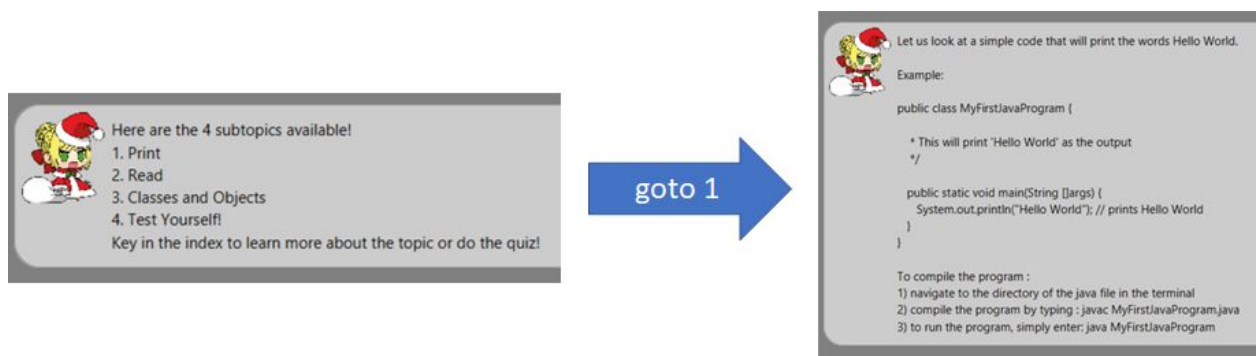 Here are the 4 subtopics available!
1. Print
2. Read
3. Classes and Objects
4. Test Yourself!
Key in the index to learn more about the topic or do the quiz!
goto 1
Let us look at a simple code that will print the words Hello World.
Example:
public class MyFirstJavaProgram {
* This will print 'Hello World' as the output
*/
public static void main(String []args) {
System.out.println("Hello World"); // prints Hello World
}
}
To compile the program :
1) navigate to the directory of the java file in the terminal
2) compile the program by typing : javac MyFirstJavaProgram.java
3) to run the program, simply enter: java MyFirstJavaProgram